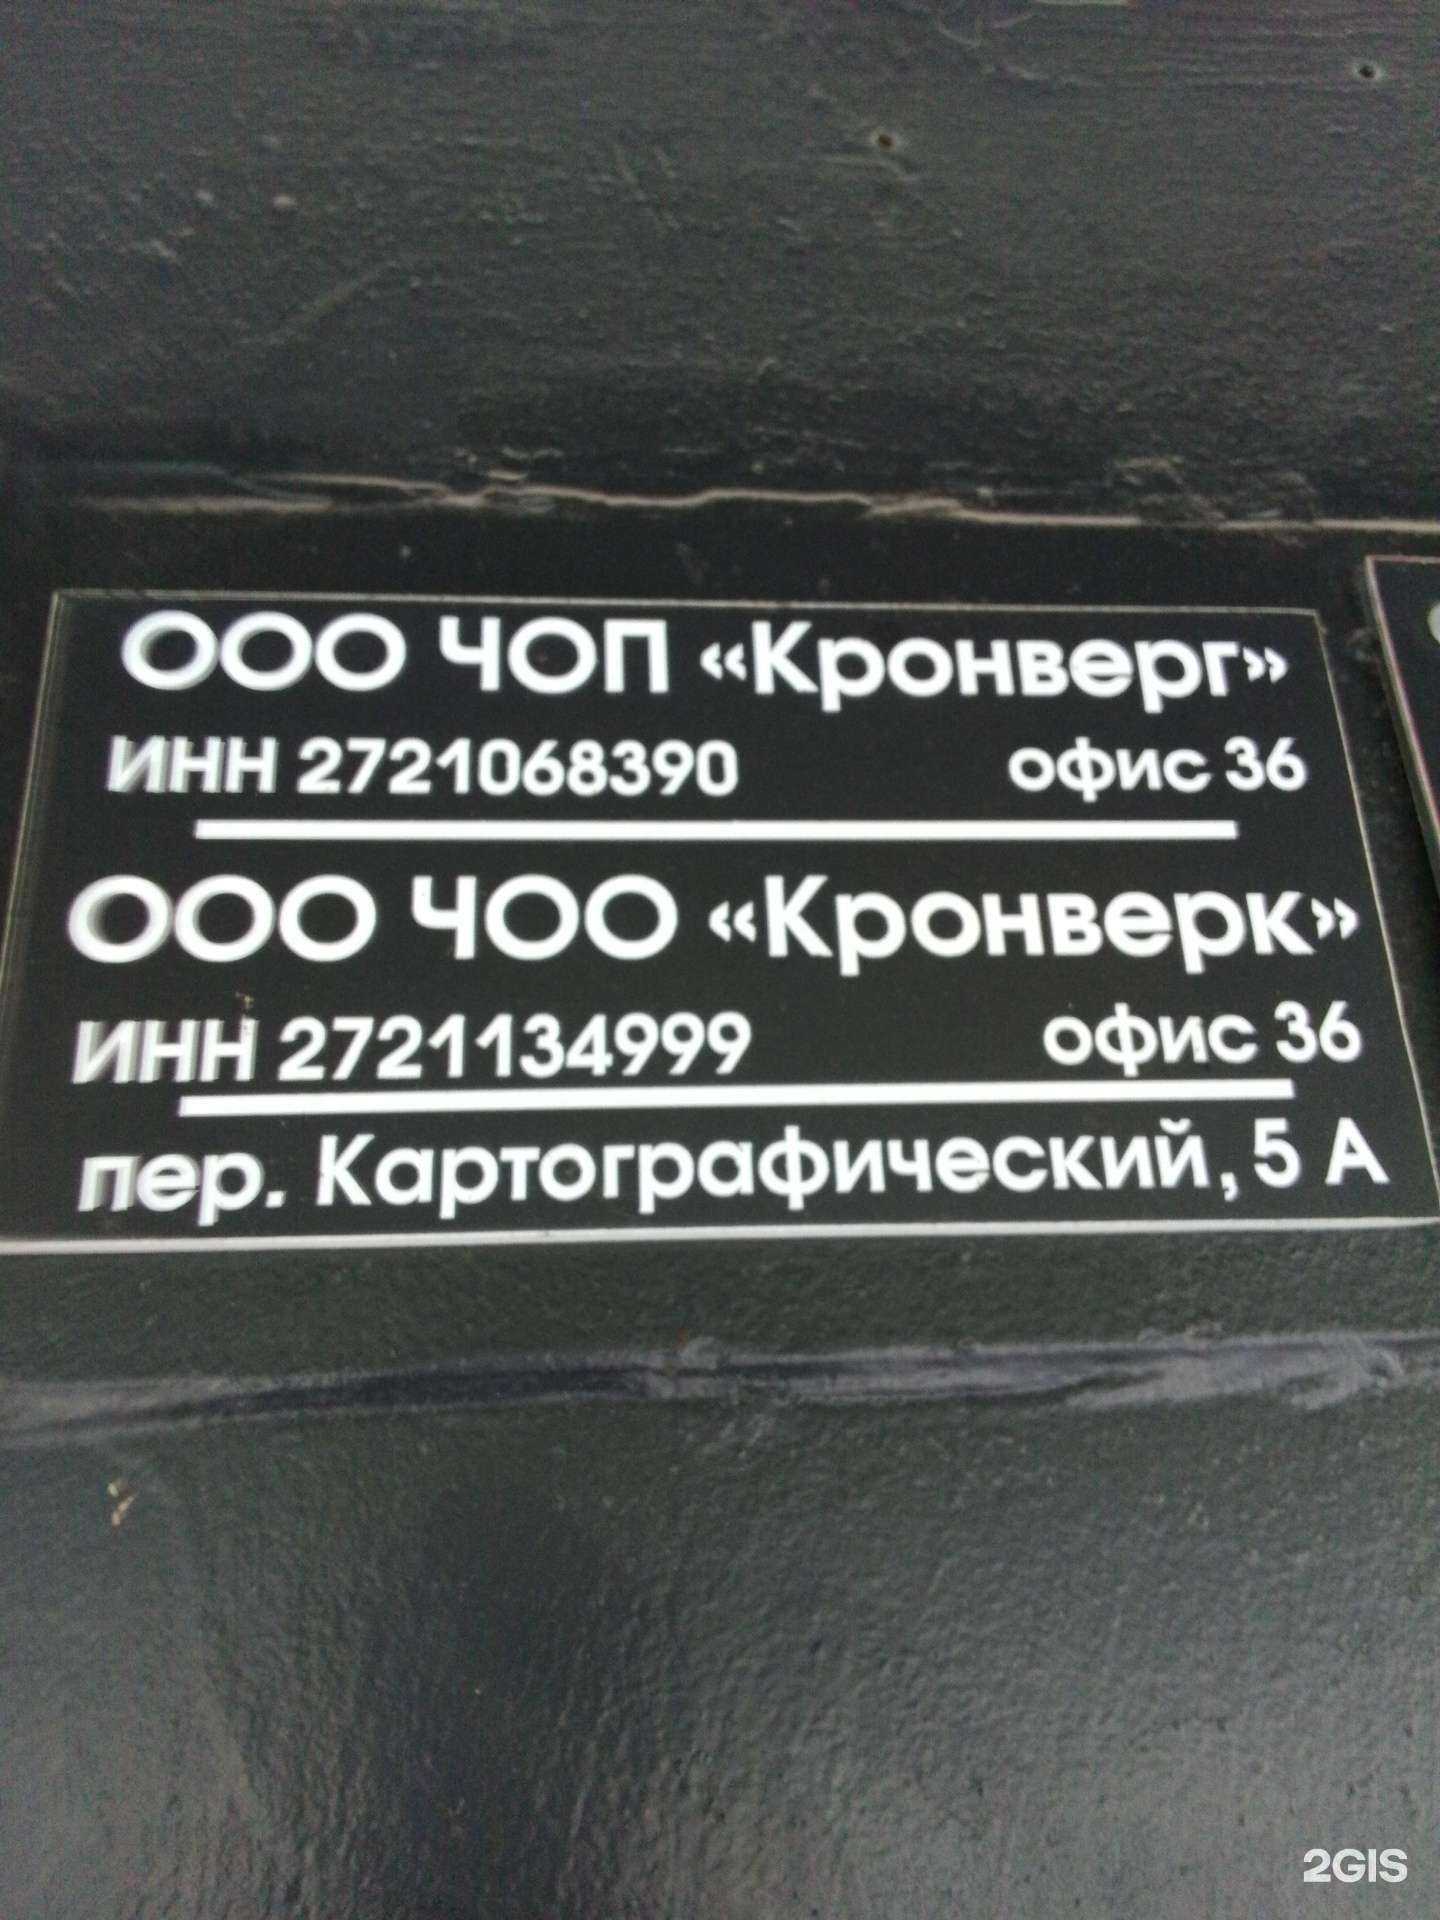 ООО ЧОП «Кронверг»
ИНН 2721068390 офис 36
ООО ЧОО «Кронверк»
ИНН 2721134999 офис 36
пер. Картографический, 5 А
2GIS